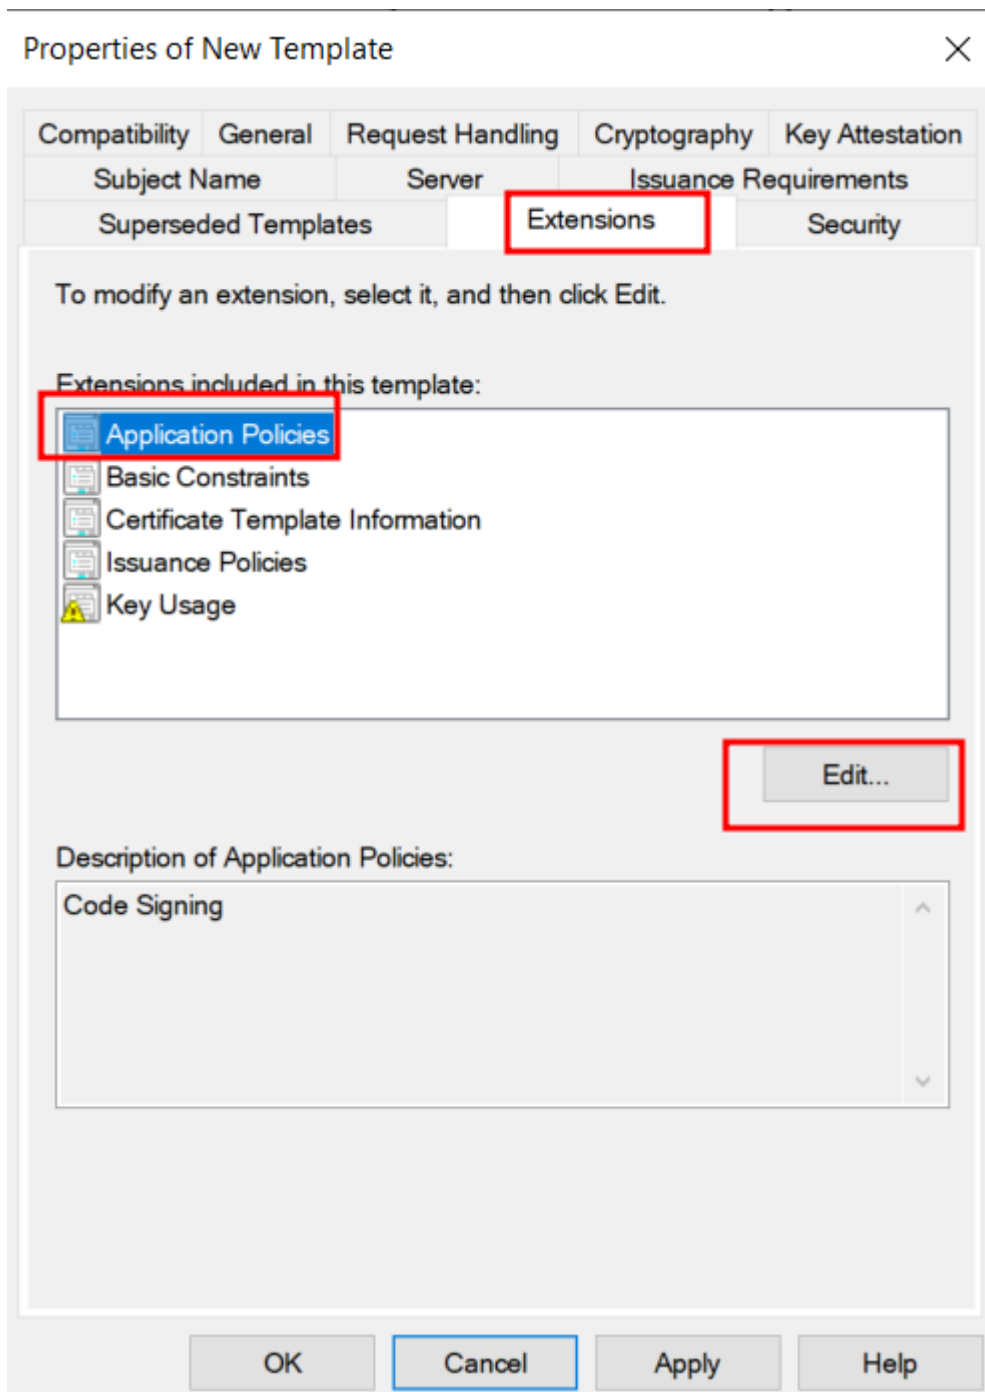 Properties of New Template
Compatibility General Request Handling Cryptography Key Attestation
Subject Name Server Issuance Requirements
Superseded Templates Extensions Security
To modify an extension, select it, and then click Edit.
Extensions included in this template:
Application Policies
Basic Constraints
Certificate Template Information
Issuance Policies
Key Usage
Edit...
Description of Application Policies:
Code Signing
OK Cancel Apply Help